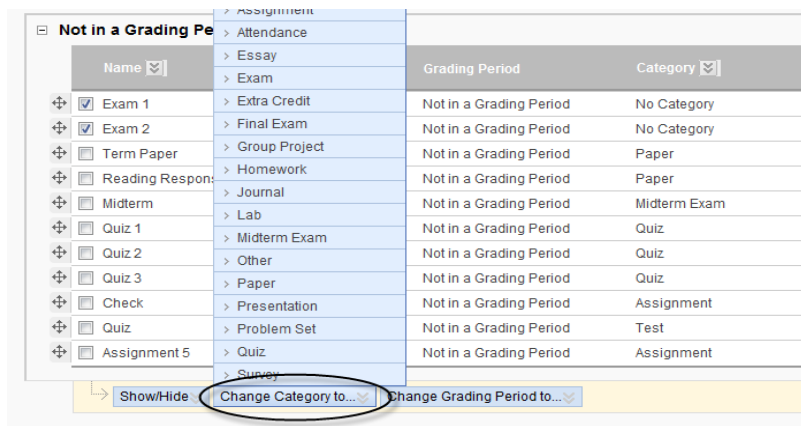 Assignment
Not in a Grading Pe
> Attendance
> Essay
Name
Grading Period
Category
> Exam
Exam 1
> Extra Credit
Not in a Grading Period
No Category
Exam 2
> Final Exam
Not in a Grading Period
No Category
Term Paper
> Group Project
Not in a Grading Period
Paper
Reading Respons
> Homework
Not in a Grading Period
Paper
> Journal
Midterm
> Lab
Not in a Grading Period
Midterm Exam
Quiz 1
> Midterm Exam
Not in a Grading Period
Quiz
Quiz 2
> Other
Not in a Grading Period
Quiz
Quiz 3
> Paper
Not in a Grading Period
Quiz
Check
> Presentation
Not in a Grading Period
Assignment
Quiz
> Problem Set
Not in a Grading Period
Test
Assignment 5
> Quiz
Not in a Grading Period
Assignment
> Survey
Show/Hide
Change Category to...
Change Grading Period to...